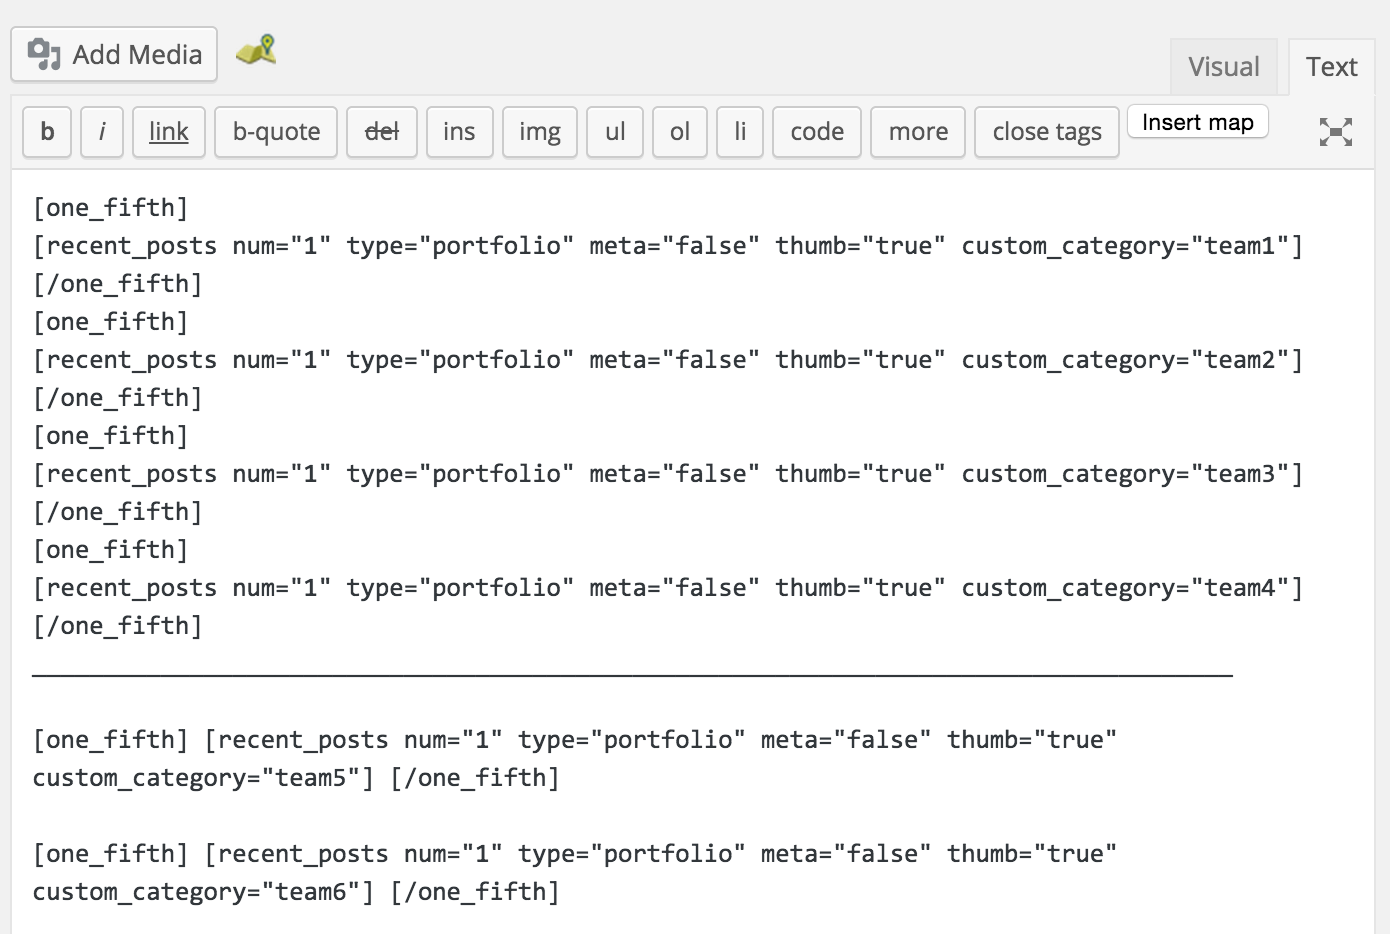 Add Media
Visual Text
b i link b-quote del ins img ul ol li code more close tags Insert map
[one_fifth]
[recent_posts num="1" type="portfolio" meta="false" thumb="true" custom_category="team1"]
[/one_fifth]
[one_fifth]
[recent_posts num="1" type="portfolio" meta="false" thumb="true" custom_category="team2"]
[/one_fifth]
[one_fifth]
[recent_posts num="1" type="portfolio" meta="false" thumb="true" custom_category="team3"]
[/one_fifth]
[one_fifth]
[recent_posts num="1" type="portfolio" meta="false" thumb="true" custom_category="team4"]
[/one_fifth]
[one_fifth] [recent_posts num="1" type="portfolio" meta="false" thumb="true"
custom_category="team5"] [/one_fifth]
[one_fifth] [recent_posts num="1" type="portfolio" meta="false" thumb="true"
custom_category="team6"] [/one_fifth]